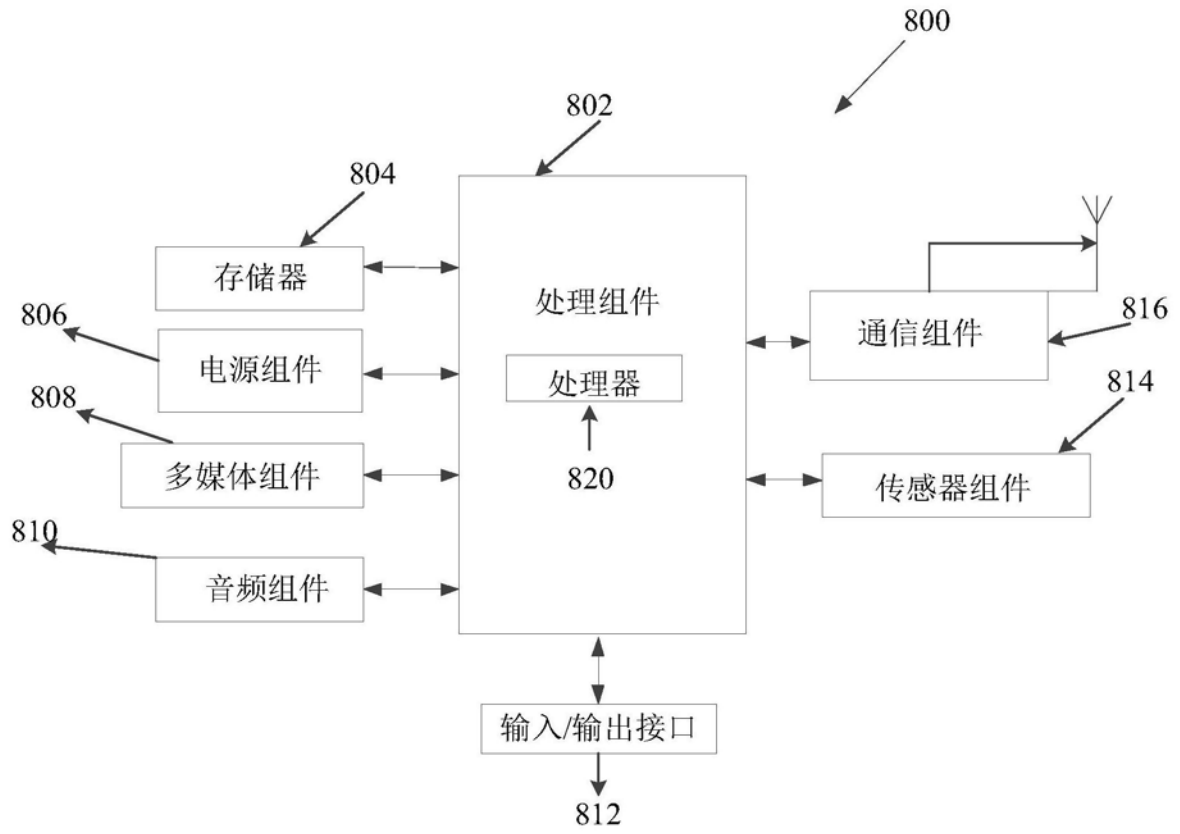 800
802
804
存储器
处理组件
806
816
通信组件
电源组件
处理器
814
808
820
多媒体组件
传感器组件
810
音频组件
输入/输出接口
812